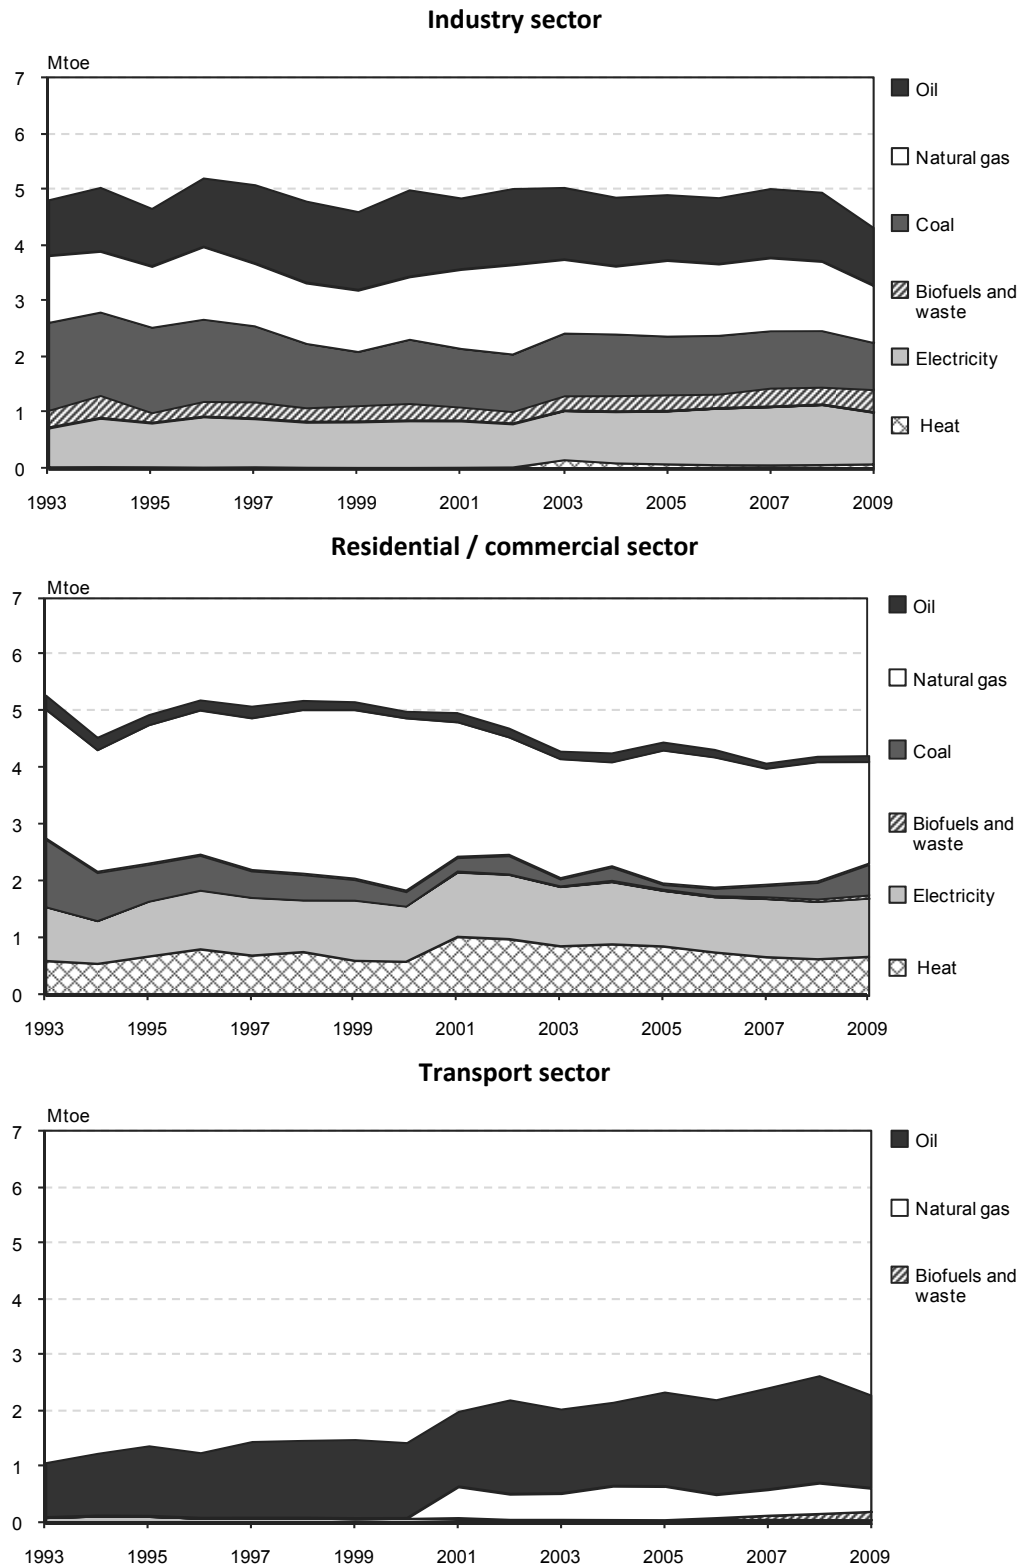 Industry sector
Mtoe
7
6
5
4
3
2
1
0
1993 1995 1997 1999 2001 2003 2005 2007 2009
Oil
Natural gas
Coal
Biofuels and
waste
Electricity
Heat
Residential / commercial sector
Mtoe
7
6
5
4
3
2
1
0
1993 1995 1997 1999 2001 2003 2005 2007 2009
Oil
Natural gas
Coal
Biofuels and
waste
Electricity
Heat
Transport sector
Mtoe
7
6
5
4
3
2
1
0
1993 1995 1997 1999 2001 2003 2005 2007 2009
Oil
Natural gas
Biofuels and
waste